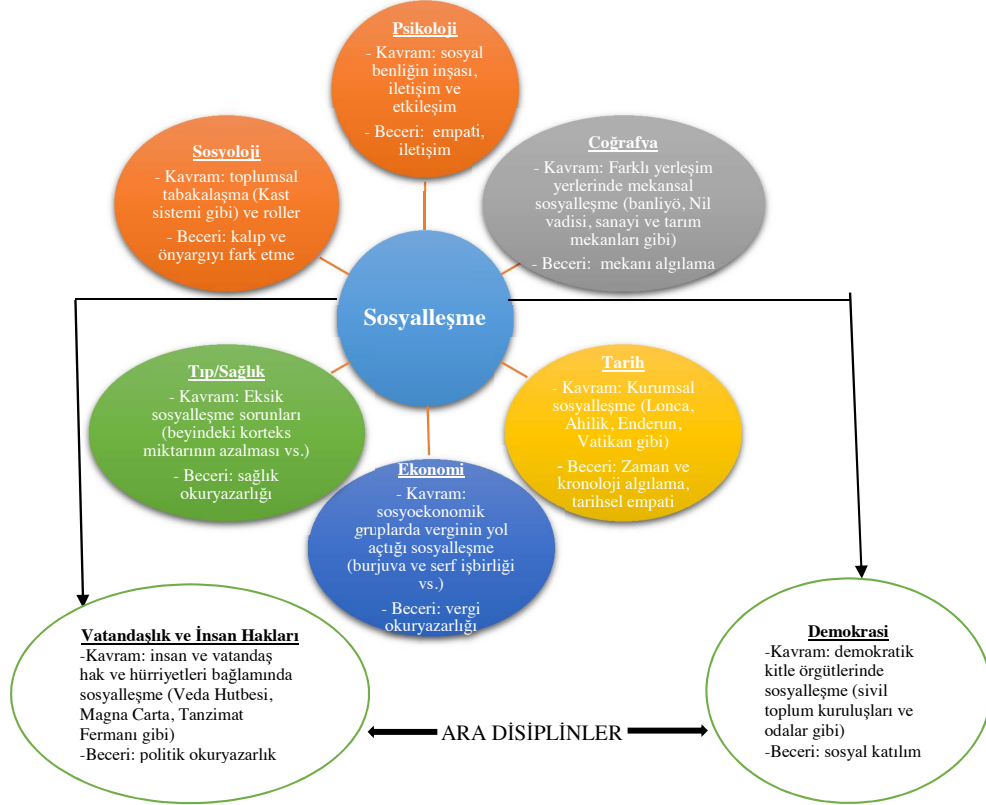 Psikoloji
- Kavram: sosyal
benliğin inşası,
iletişim ve
etkileşim
- Beceri: empati,
iletişim
Sosyoloji
- Kavram: toplumsal
tabakalaşma (Kast
sistemi gibi) ve roller
- Beceri: kalıp ve
önyargıyı fark etme
Coğrafya
- Kavram: Farklı yerleşim
yerlerinde mekansal
sosyalleşme (banliyö, Nil
vadisi, sanayi ve tarım
mekanları gibi)
- Beceri: mekanı algılama
Sosyalleşme
Tıp/Sağlık
- Kavram: Eksik
sosyalleşme sorunları
(beyindeki korteks
miktarının azalması vs.)
- Beceri: sağlık
okuryazarlığı
Tarih
- Kavram: Kurumsal
sosyalleşme (Lonca,
Ahilik, Enderun,
Vatikan gibi)
- Beceri: Zaman ve
kronoloji algılama,
tarihsel empati
Ekonomi
- Kavram:
sosyoekonomik
gruplarda verginin yol
açtığı sosyalleşme
(burjuva ve serf işbirliği
vs.)
- Beceri: vergi
okuryazarlığı
Vatandaşlık ve İnsan Hakları
-Kavram: insan ve vatandaş
hak ve hürriyetleri bağlamında
sosyalleşme (Veda Hutbesi,
Magna Carta, Tanzimat
Fermanı gibi)
-Beceri: politik okuryazarlık
ARA DİSİPLİNLER
Demokrasi
-Kavram: demokratik
kitle örgütlerinde
sosyalleşme (sivil
toplum kuruluşları ve
odalar gibi)
-Beceri: sosyal katılım